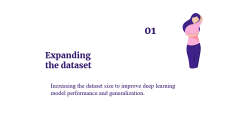 01
Expanding
the dataset
Increasing the dataset size to improve deep learning
model performance and generalization.